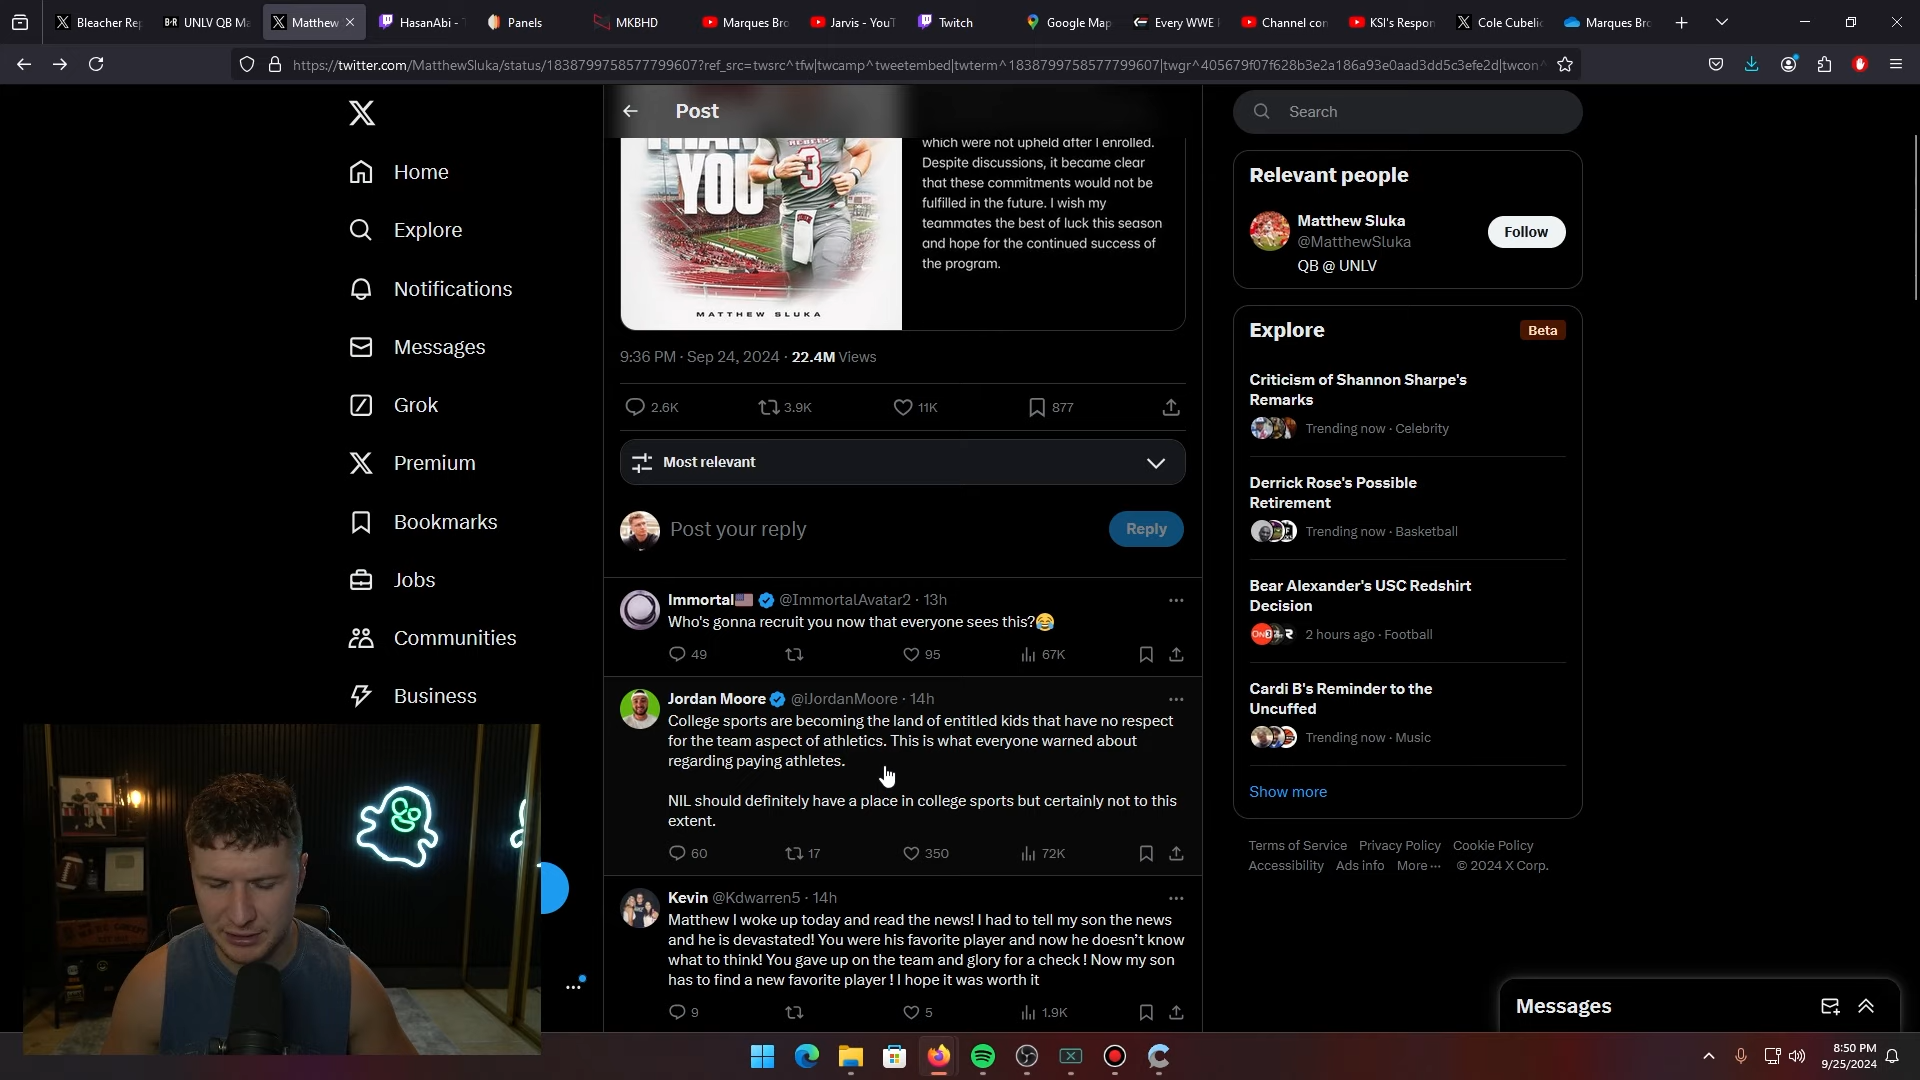 Bleacher Rep
B·R UNLV QB Ma
Matthew
HasanAbi -
Panels
MKBHD
Marques Bro
Jarvis - YouT
Twitch
Google Map
Every WWE
Channel con
KSI's Respon
Cole Cubelic
Marques Bro
https://twitter.com/MatthewSluka/status/1838799758577799607?ref_src=twsrc^tfw|twcamp^tweetembed|twterm^1838799758577799607|twgr^405679f07f628b3e2a186a93e0aad3dd5c3efe2d|twcon^
Home
Explore
Notifications
Messages
Grok
Premium
Bookmarks
Jobs
Communities
Business
Post
THANK
YOU
REBELS
3
MATTHEW SLUKA
which were not upheld after I enrolled.
Despite discussions, it became clear
that these commitments would not be
fulfilled in the future. I wish my
teammates the best of luck this season
and hope for the continued success of
the program.
9:36 PM · Sep 24, 2024 · 22.4M Views
2.6K 3.9K 11K 877
Most relevant
Post your reply
Reply
Immortal @ImmortalAvatar2 · 13h
Who's gonna recruit you now that everyone sees this?😂
49 95 67K
Jordan Moore @iJordanMoore · 14h
College sports are becoming the land of entitled kids that have no respect
for the team aspect of athletics. This is what everyone warned about
regarding paying athletes.
NIL should definitely have a place in college sports but certainly not to this
extent.
60 17 350 72K
Kevin @Kdwarren5 · 14h
Matthew I woke up today and read the news! I had to tell my son the news
and he is devastated! You were his favorite player and now he doesn't know
what to think! You gave up on the team and glory for a check ! Now my son
has to find a new favorite player ! I hope it was worth it
9 5 1.9K
Search
Relevant people
Matthew Sluka
@MatthewSluka
QB @ UNLV
Follow
Explore
Beta
Criticism of Shannon Sharpe's
Remarks
Trending now · Celebrity
Derrick Rose's Possible
Retirement
Trending now · Basketball
Bear Alexander's USC Redshirt
Decision
2 hours ago · Football
Cardi B's Reminder to the
Uncuffed
Trending now · Music
Show more
Terms of Service Privacy Policy Cookie Policy
Accessibility Ads info More ··· © 2024 X Corp.
Messages
8:50 PM
9/25/2024